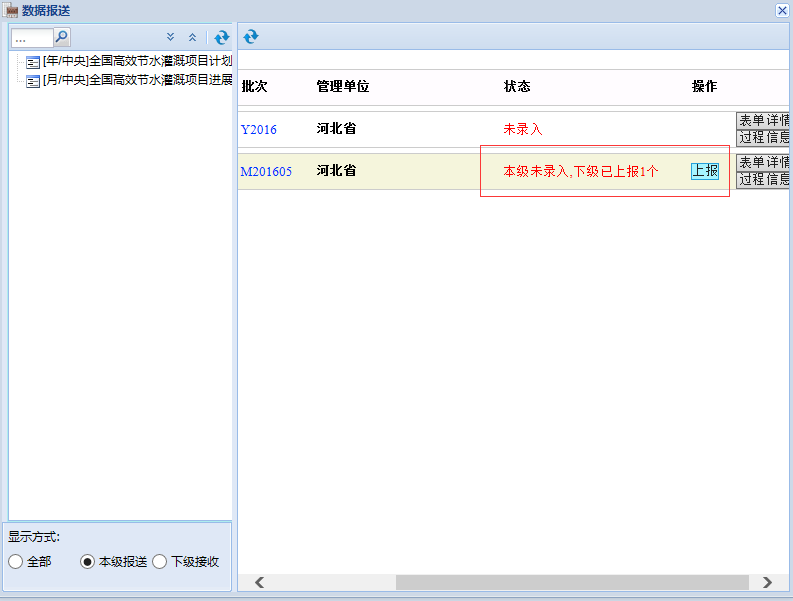 数据报送
...
[年/中央]全国高效节水灌溉项目计划
[月/中央]全国高效节水灌溉项目进展
批次 管理单位 状态 操作
Y2016 河北省 未录入 表单详情
过程信息
M201605 河北省 本级未录入,下级已上报1个 上报 表单详情
过程信息
显示方式:
全部 本级报送 下级接收